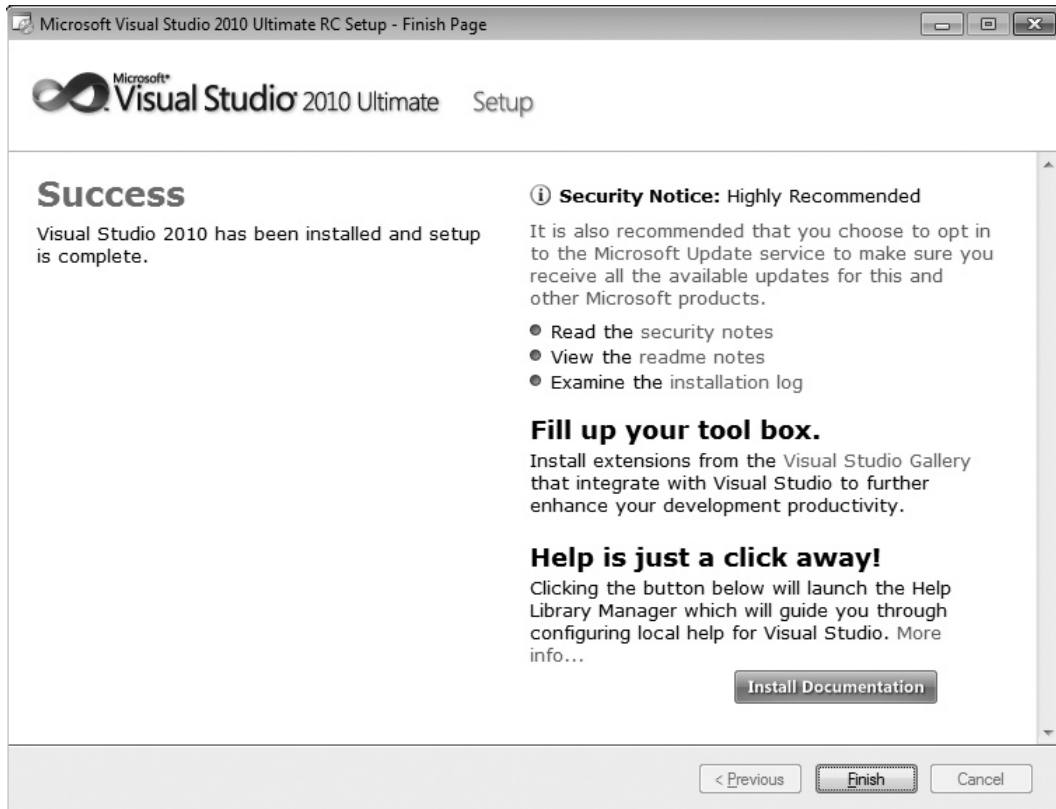 Microsoft Visual Studio 2010 Ultimate RC Setup - Finish Page
Microsoft®
Visual Studio® 2010 Ultimate Setup
Success
Visual Studio 2010 has been installed and setup
is complete.
Security Notice: Highly Recommended
It is also recommended that you choose to opt in
to the Microsoft Update service to make sure you
receive all the available updates for this and
other Microsoft products.
Read the security notes
View the readme notes
Examine the installation log
Fill up your tool box.
Install extensions from the Visual Studio Gallery
that integrate with Visual Studio to further
enhance your development productivity.
Help is just a click away!
Clicking the button below will launch the Help
Library Manager which will guide you through
configuring local help for Visual Studio. More
info...
Install Documentation
< Previous
Finish
Cancel